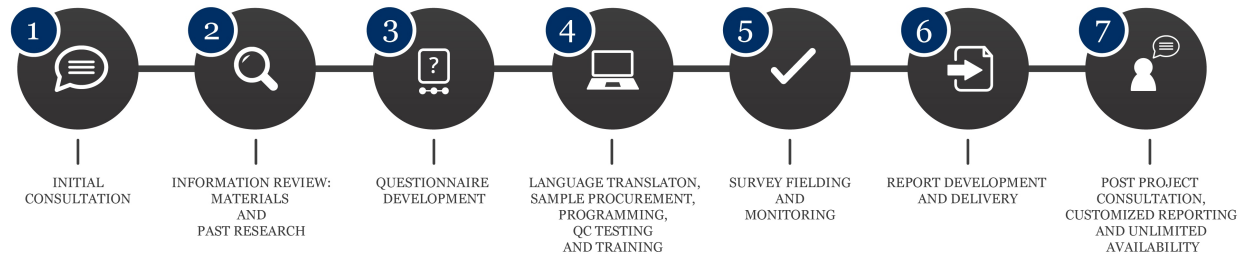 1
2
3
4
5
6
7
?
INITIAL
CONSULTATION
INFORMATION REVIEW:
MATERIALS
AND
PAST RESEARCH
QUESTIONNAIRE
DEVELOPMENT
LANGUAGE TRANSLATON,
SAMPLE PROCUREMENT,
PROGRAMMING,
QC TESTING
AND TRAINING
SURVEY FIELDING
AND
MONITORING
REPORT DEVELOPMENT
AND DELIVERY
POST PROJECT
CONSULTATION,
CUSTOMIZED REPORTING
AND UNLIMITED
AVAILABILITY